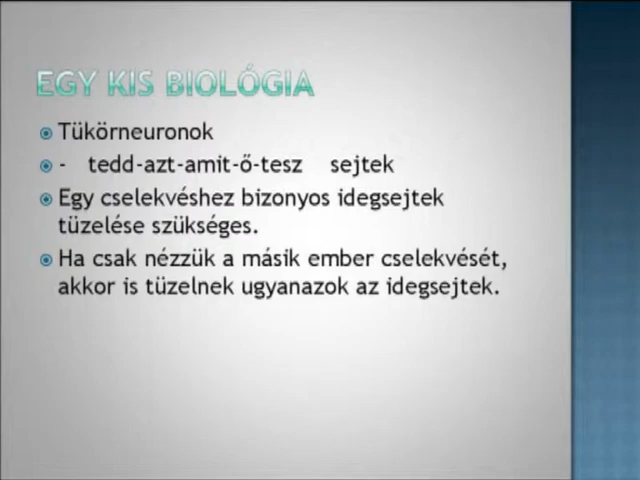 EGY KIS BIOLÓGIA
Tükörneuronok
- tedd-azt-amit-ő-tesz sejtek
Egy cselekvéshez bizonyos idegsejtek
tüzelése szükséges.
Ha csak nézzük a másik ember cselekvését,
akkor is tüzelnek ugyanazok az idegsejtek.